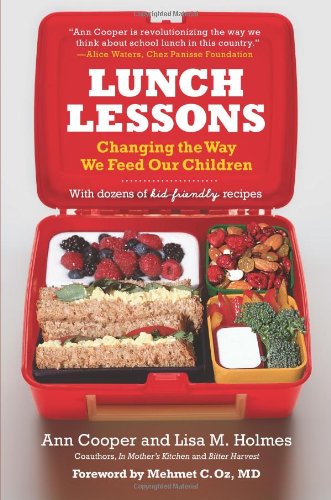 "Ann Cooper is revolutionizing the way we
think about school lunch in this country."
—Alice Waters, Chez Panisse Foundation
LUNCH
LESSONS
Changing the Way
We Feed Our Children
With dozens of kid-friendly recipes
Ann Cooper and Lisa M. Holmes
Coauthors, In Mother's Kitchen and Bitter Harvest
Foreword by Mehmet C. Oz, MD